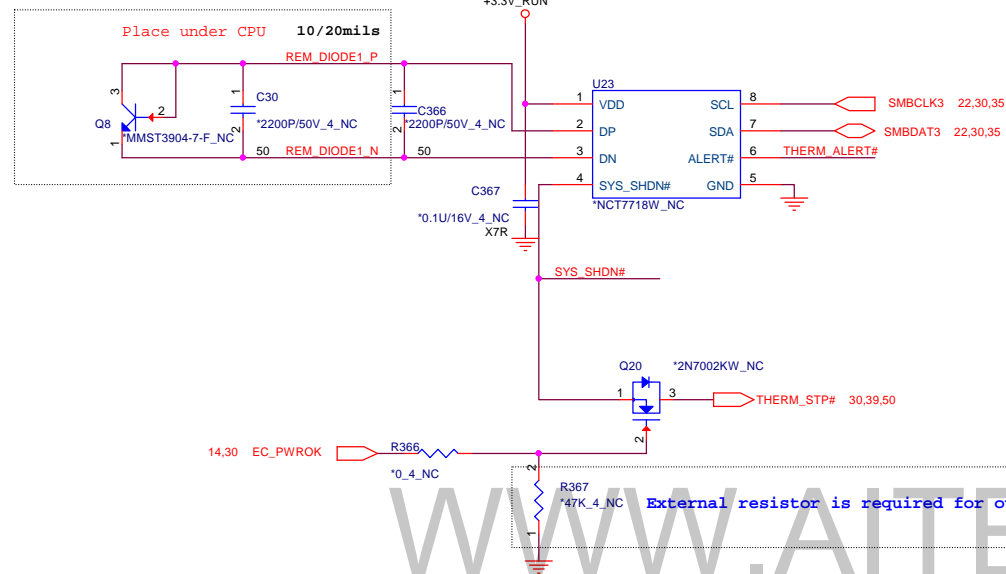 +3.3V_RUN
Place under CPU 10/20mils
REM_DIODE1_P
U23
3
2
1
C30
1
C366
1
VDD
SCL
8
SMBCLK3 22,30,35
Q8
*MMST3904-7-F_NC
2
*2200P/50V_4_NC
2
*2200P/50V_4_NC
2
DP
SDA
7
SMBDAT3 22,30,35
1
50
REM_DIODE1_N
50
3
DN
ALERT#
6
THERM_ALERT#
4
SYS_SHDN#
GND
5
C367
*NCT7718W_NC
*0.1U/16V_4_NC
X7R
SYS_SHDN#
Q20
*2N7002KW_NC
1
3
THERM_STP# 30,39,50
2
14,30 EC_PWROK
R366
*0_4_NC
2
R367
*47K_4_NC
1
External resistor is required for
WWW.AITE